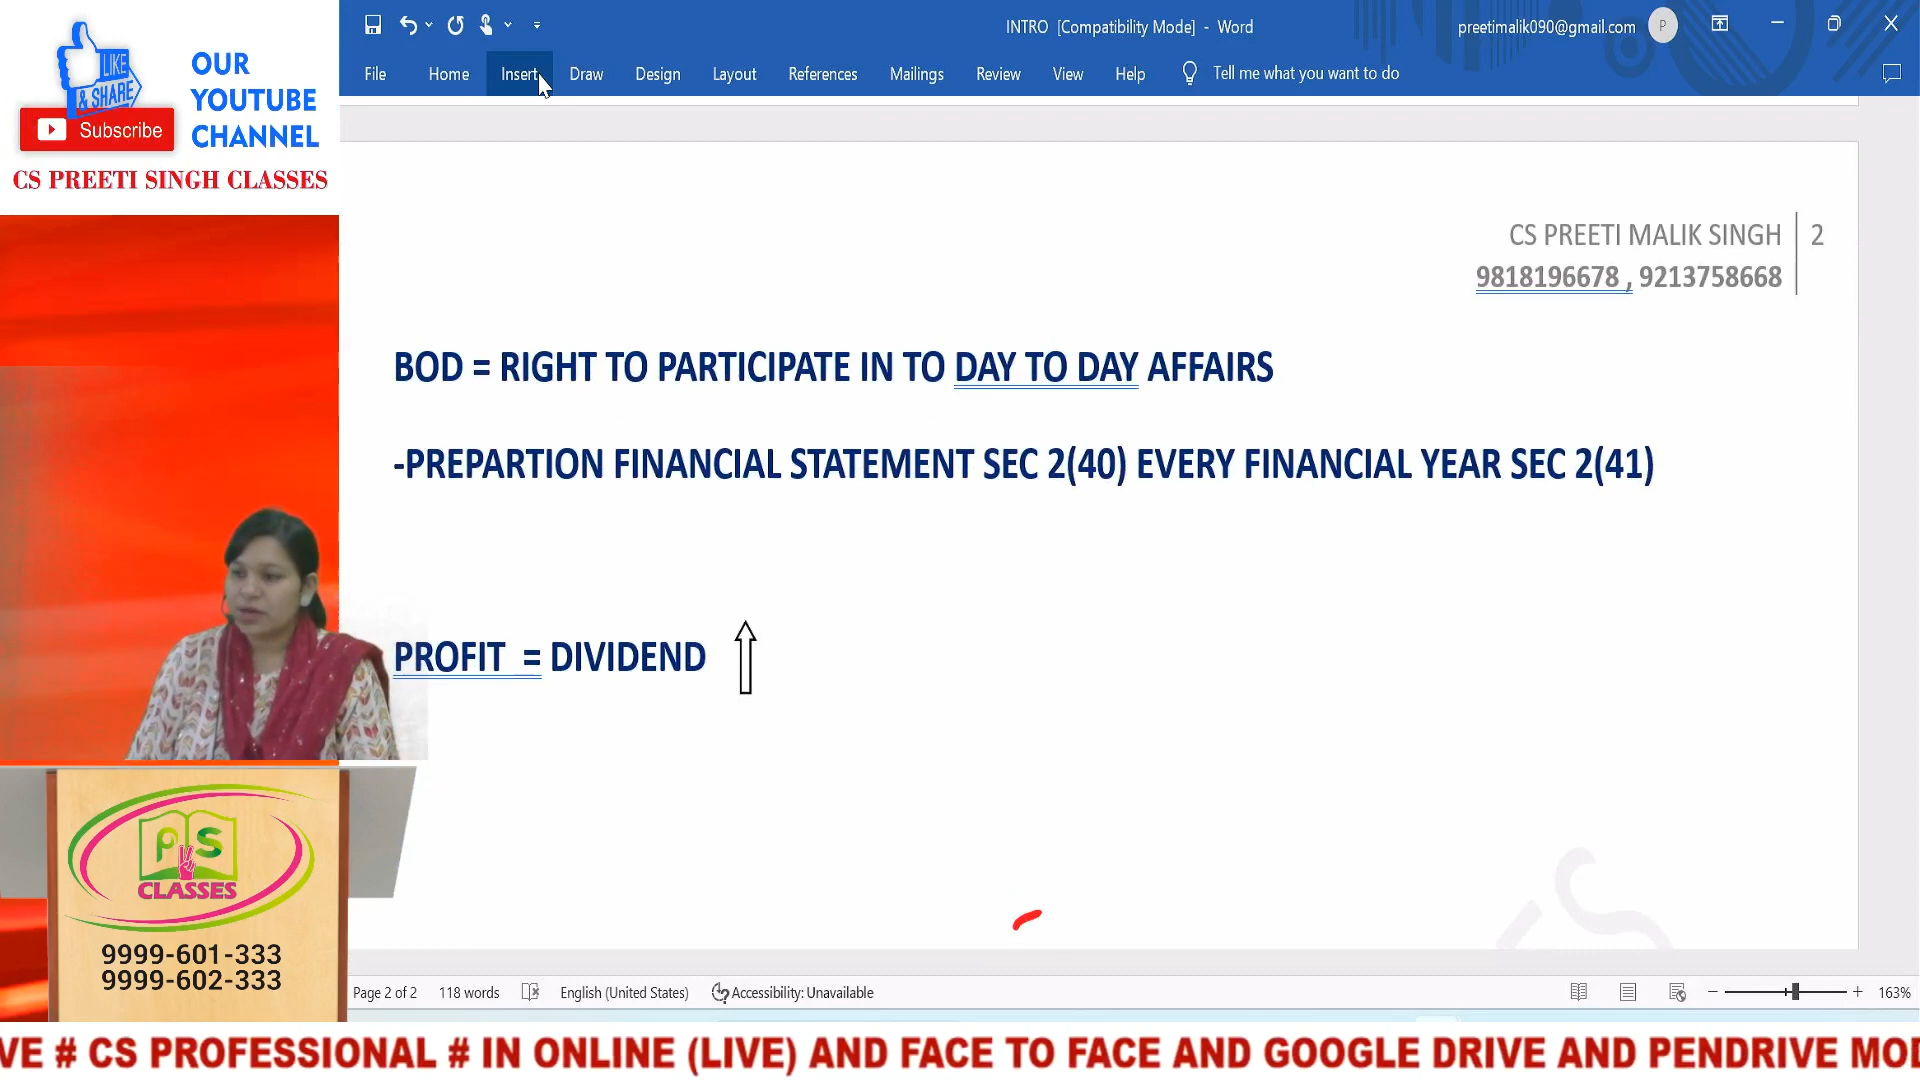 LIKE
& SHARE
Subscribe
OUR
YOUTUBE
CHANNEL
CS PREETI SINGH CLASSES
INTRO [Compatibility Mode] - Word
preetimalik090@gmail.com
P
File Home Insert Draw Design Layout References Mailings Review View Help Tell me what you want to do
CS PREETI MALIK SINGH 2
9818196678 , 9213758668
BOD = RIGHT TO PARTICIPATE IN TO DAY TO DAY AFFAIRS
-PREPARTION FINANCIAL STATEMENT SEC 2(40) EVERY FINANCIAL YEAR SEC 2(41)
PROFIT = DIVIDEND
PS
CLASSES
9999-601-333
9999-602-333
Page 2 of 2 118 words English (United States) Accessibility: Unavailable 163%
VE # CS PROFESSIONAL # IN ONLINE (LIVE) AND FACE TO FACE AND GOOGLE DRIVE AND PENDRIVE MOD